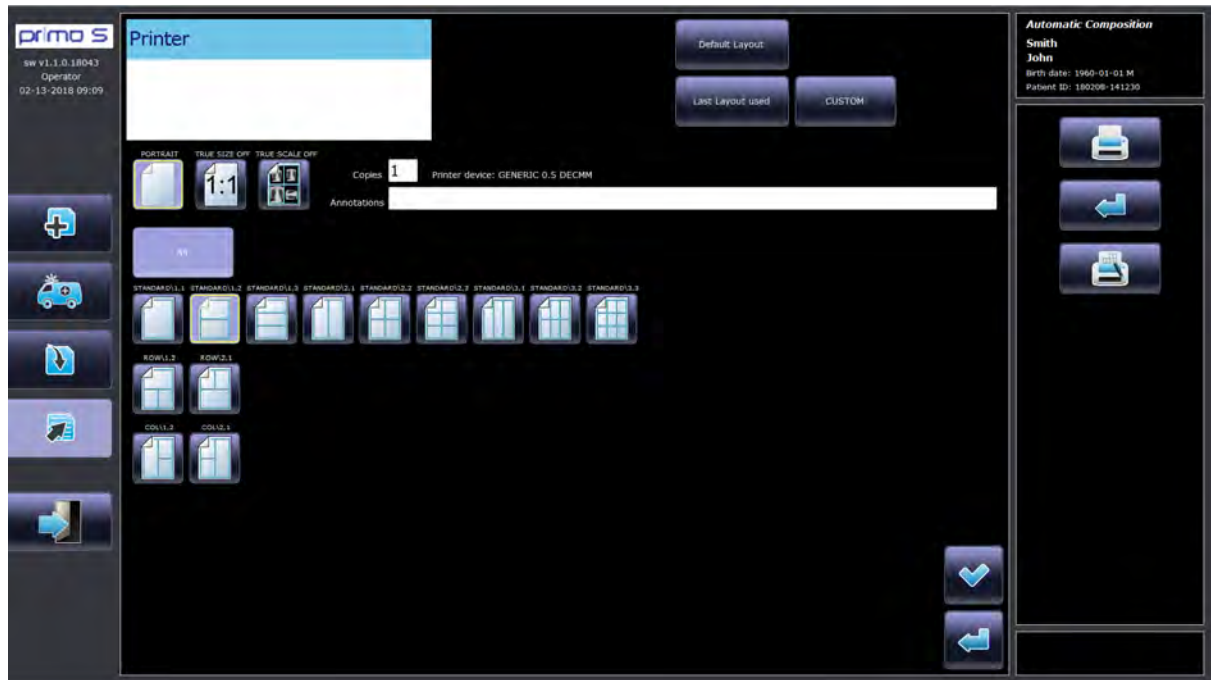 primo S
sw v1.1.0.18043
Operator
02-13-2018 09:09
Printer
Default Layout
Last Layout used
CUSTOM
PORTRAIT
TRUE SIZE OFF
TRUE SCALE OFF
1:1
Copies 1
Printer device: GENERIC 0.5 DECMM
Annotations
STANDARD\1,1 STANDARD\1,2 STANDARD\1,3 STANDARD\2,1 STANDARD\2,2 STANDARD\2,3 STANDARD\3,1 STANDARD\3,2 STANDARD\3,3
ROW\1,2 ROW\2,1
COL\1,2 COL\2,1
Automatic Composition
Smith
John
Birth date: 1960-01-01 M
Patient ID: 180208-141230